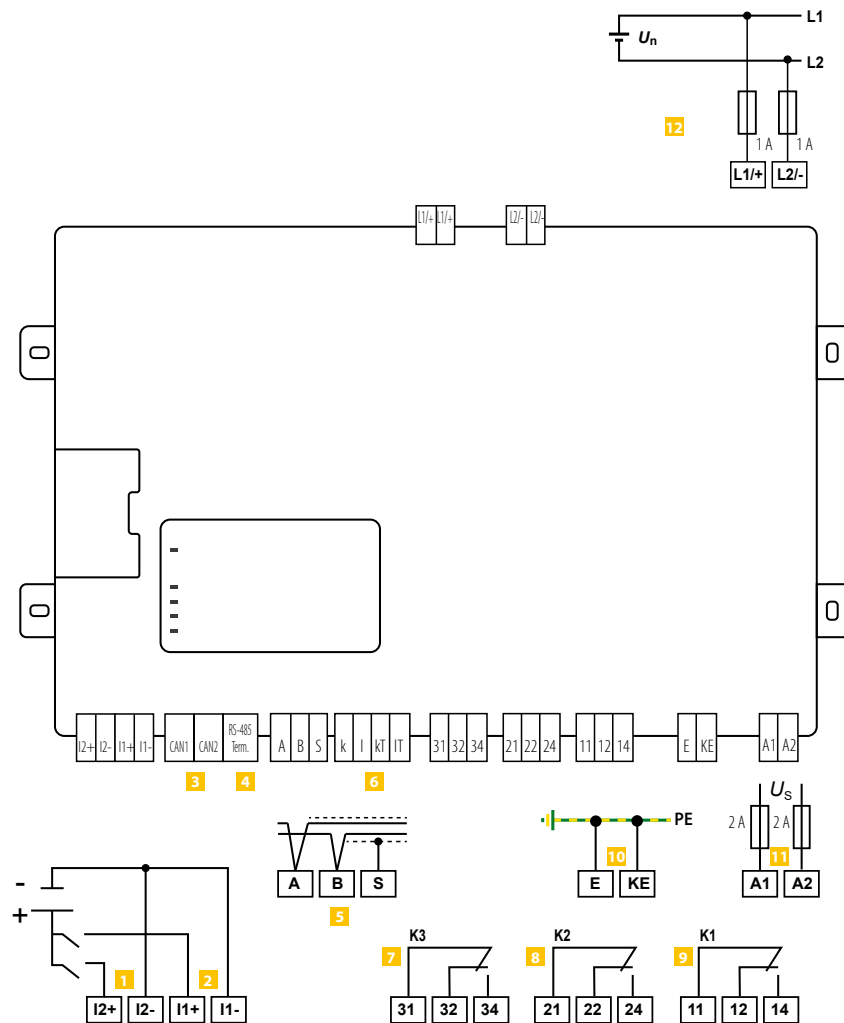 L1
Un
L2
12
1 A 1 A
L1/+ L2/-
L1/+ L1/+ L2/- L2/-
I2+ I2- I1+ I1- CAN1 CAN2 RS-485 Term. A B S k l kT lT 31 32 34 21 22 24 11 12 14 E KE A1 A2
3 4 6
US
2 A 2 A
PE
10 11
A B S E KE A1 A2
5
-
+
K3 K2 K1
7 8 9
1 2
I2+ I2- I1+ I1- 31 32 34 21 22 24 11 12 14